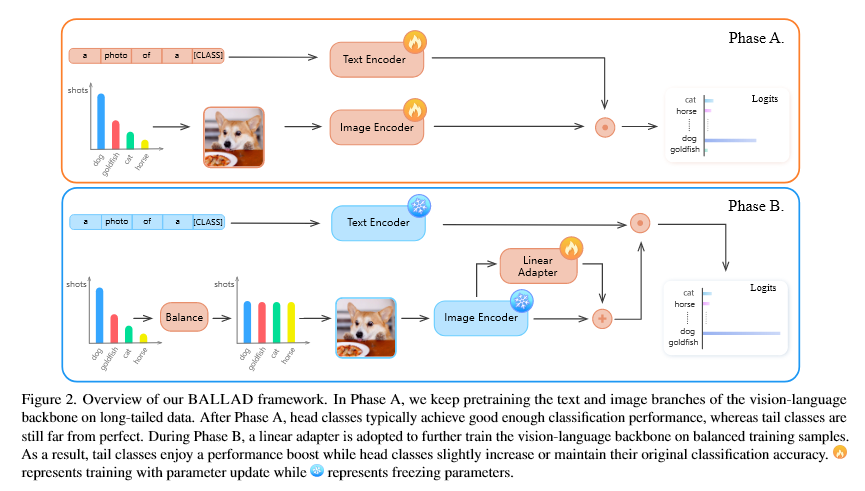 Phase A.
a photo of a [CLASS]
Text Encoder
shots
dog
goldfish
cat
horse
Image Encoder
Logits
cat
horse
dog
goldfish
Phase B.
a photo of a [CLASS]
Text Encoder
Linear
Adapter
shots
dog
goldfish
cat
horse
Balance
shots
dog
goldfish
cat
horse
Image Encoder
Logits
cat
horse
dog
goldfish
Figure 2. Overview of our BALLAD framework. In Phase A, we keep pretraining the text and image branches of the vision-language
backbone on long-tailed data. After Phase A, head classes typically achieve good enough classification performance, whereas tail classes are
still far from perfect. During Phase B, a linear adapter is adopted to further train the vision-language backbone on balanced training samples.
As a result, tail classes enjoy a performance boost while head classes slightly increase or maintain their original classification accuracy.
represents training with parameter update while represents freezing parameters.